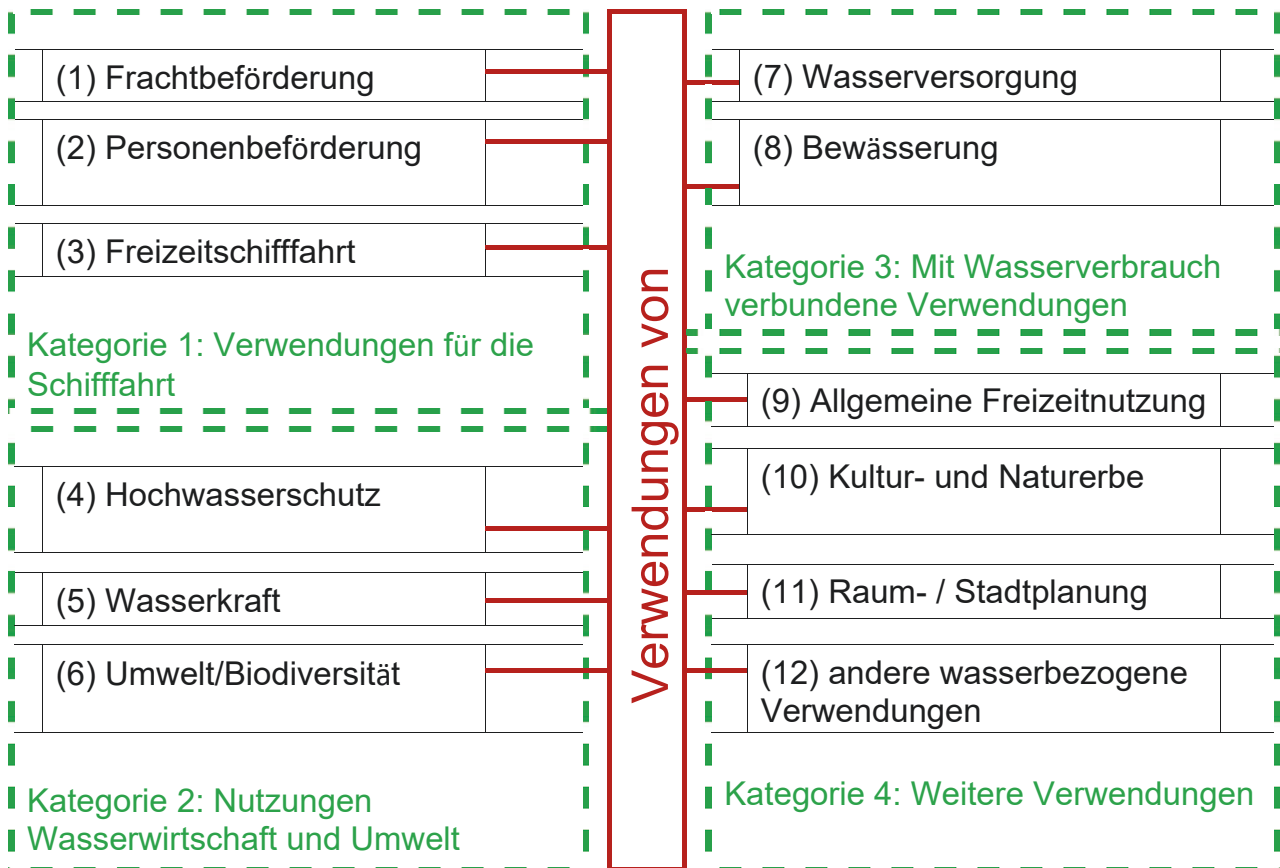 (1) Frachtbeförderung
(2) Personenbeförderung
(3) Freizeitschifffahrt
Kategorie 1: Verwendungen für die
Schifffahrt
(4) Hochwasserschutz
(5) Wasserkraft
(6) Umwelt/Biodiversität
Kategorie 2: Nutzungen
Wasserwirtschaft und Umwelt
Verwendungen von
(7) Wasserversorgung
(8) Bewässerung
Kategorie 3: Mit Wasserverbrauch
verbundene Verwendungen
(9) Allgemeine Freizeitnutzung
(10) Kultur- und Naturerbe
(11) Raum- / Stadtplanung
(12) andere wasserbezogene
Verwendungen
Kategorie 4: Weitere Verwendungen